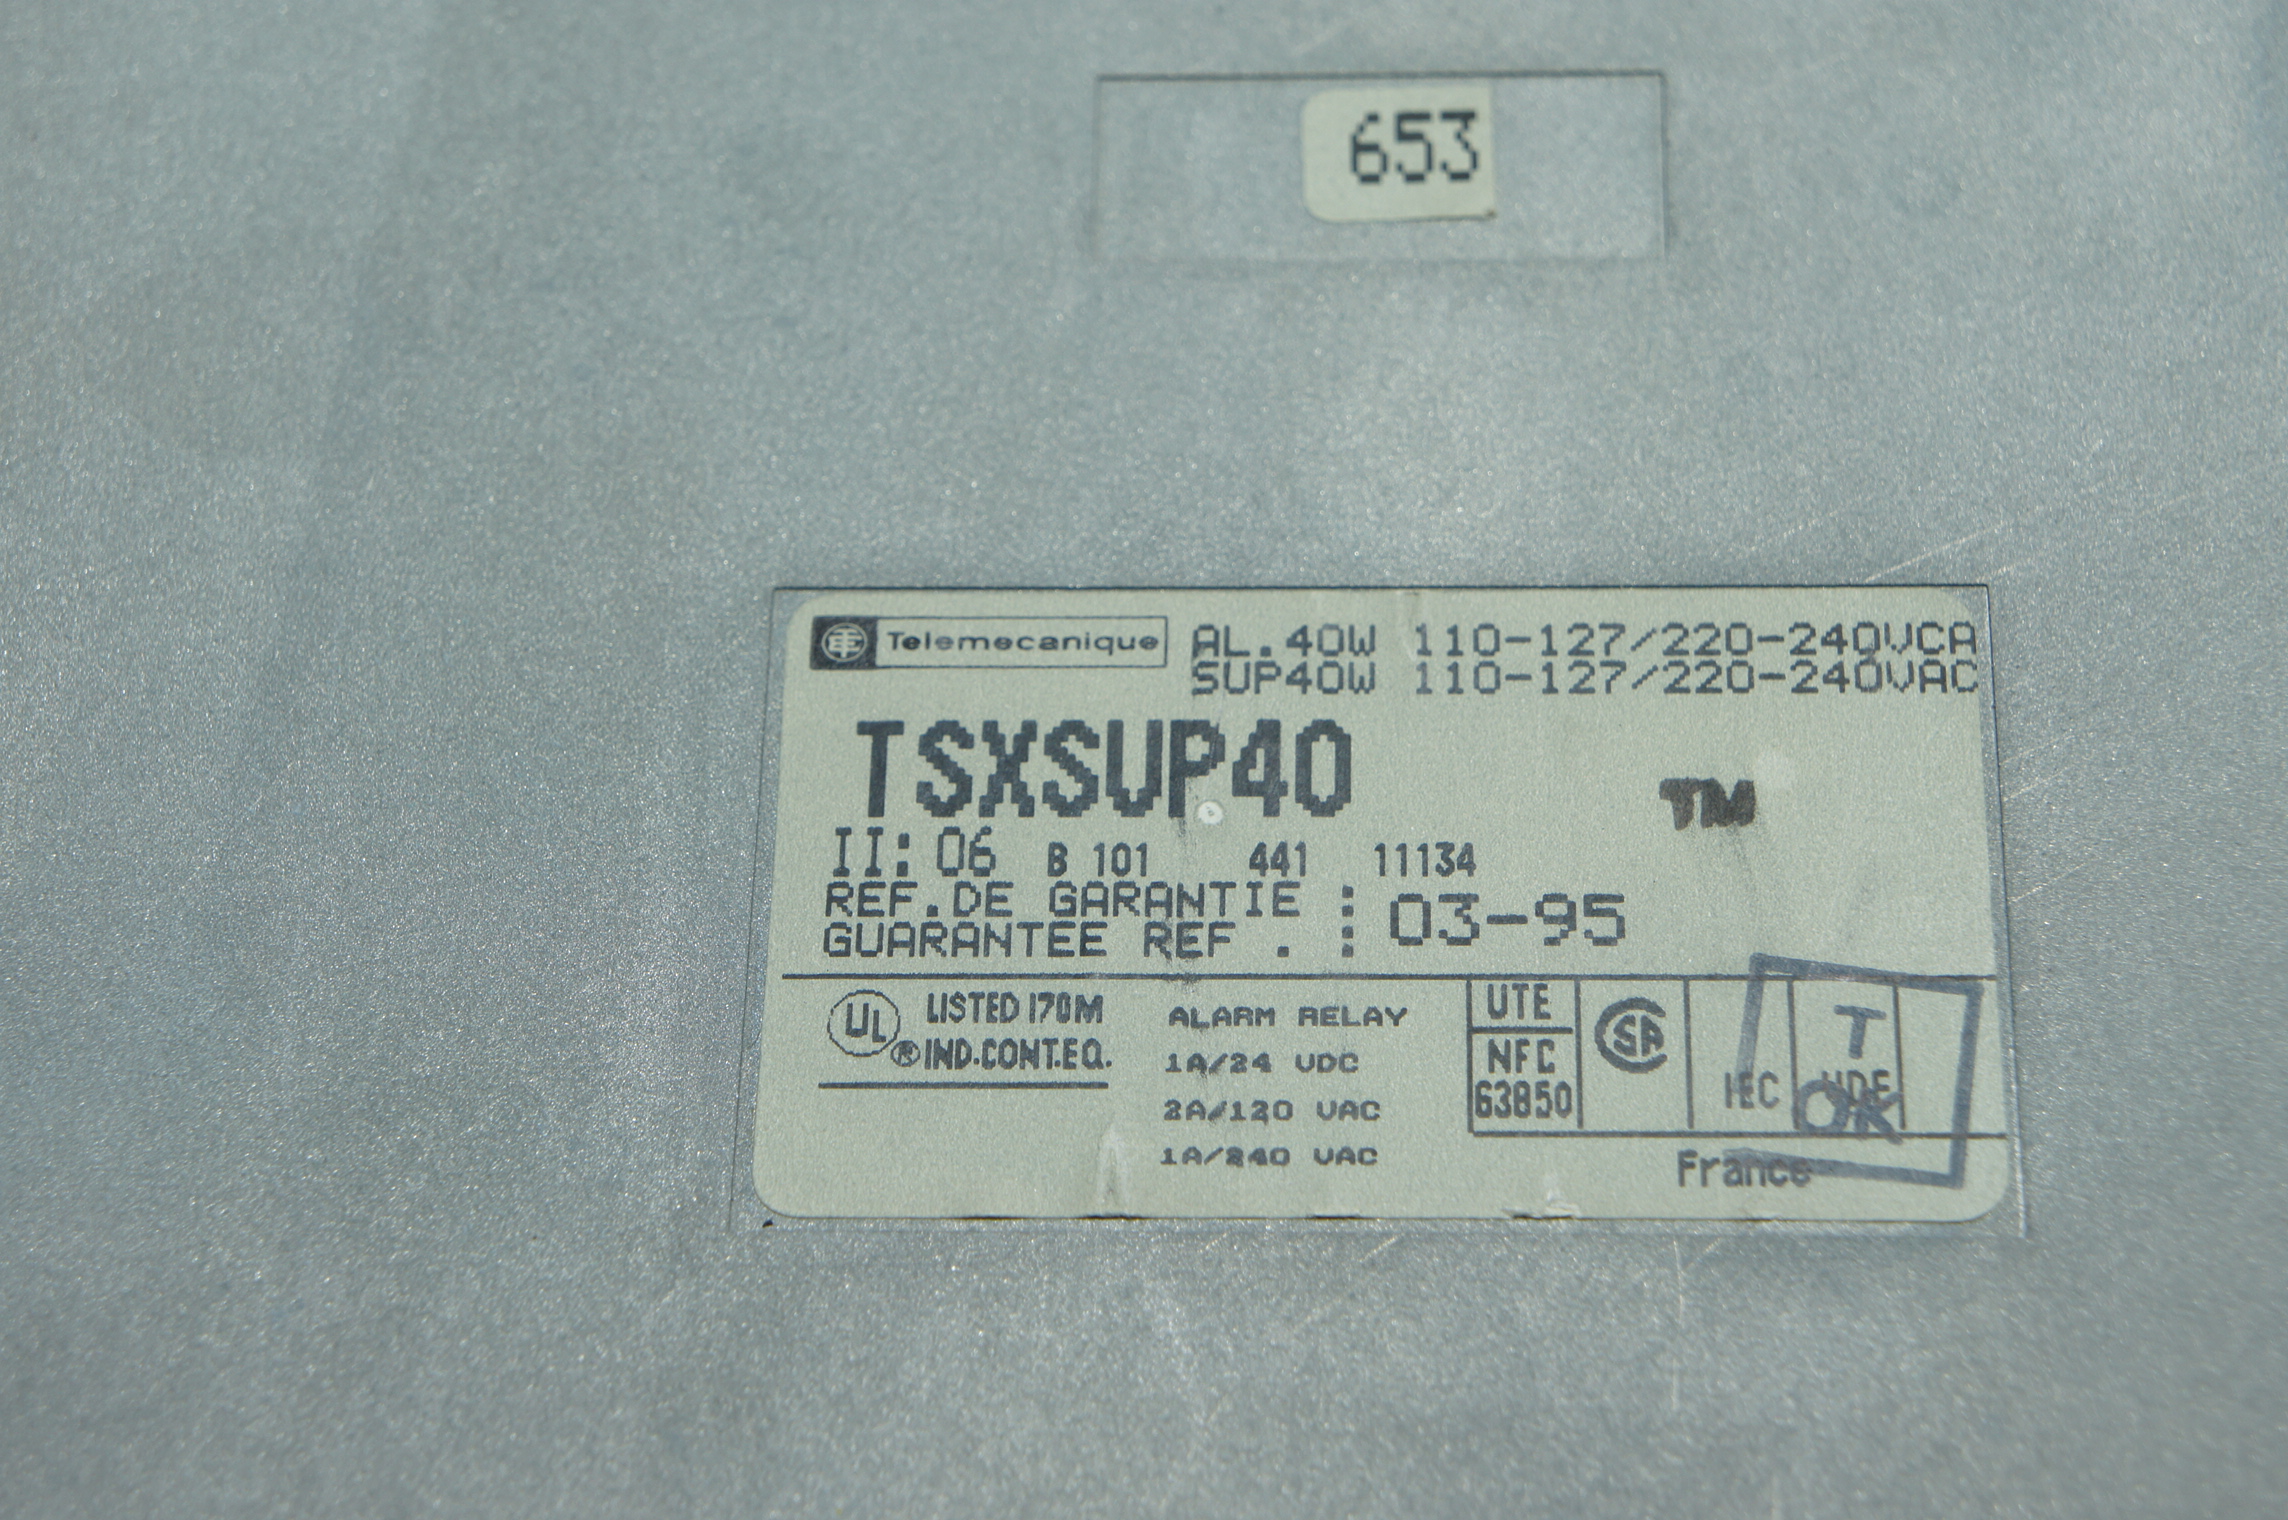 653
Telemecanique
AL.40W 110-127/220-240VCA
SUP40W 110-127/220-240VAC
TSXSUP40
TM
II: 06 B 101 441 11134
REF.DE GARANTIE :
GUARANTEE REF . : 03-95
UL LISTED 170M
® IND.CONT.EQ.
ALARM RELAY
1A/24 VDC
2A/120 VAC
1A/240 VAC
UTE
NFC
63850
SA
IEC
VDE
T
OK
France